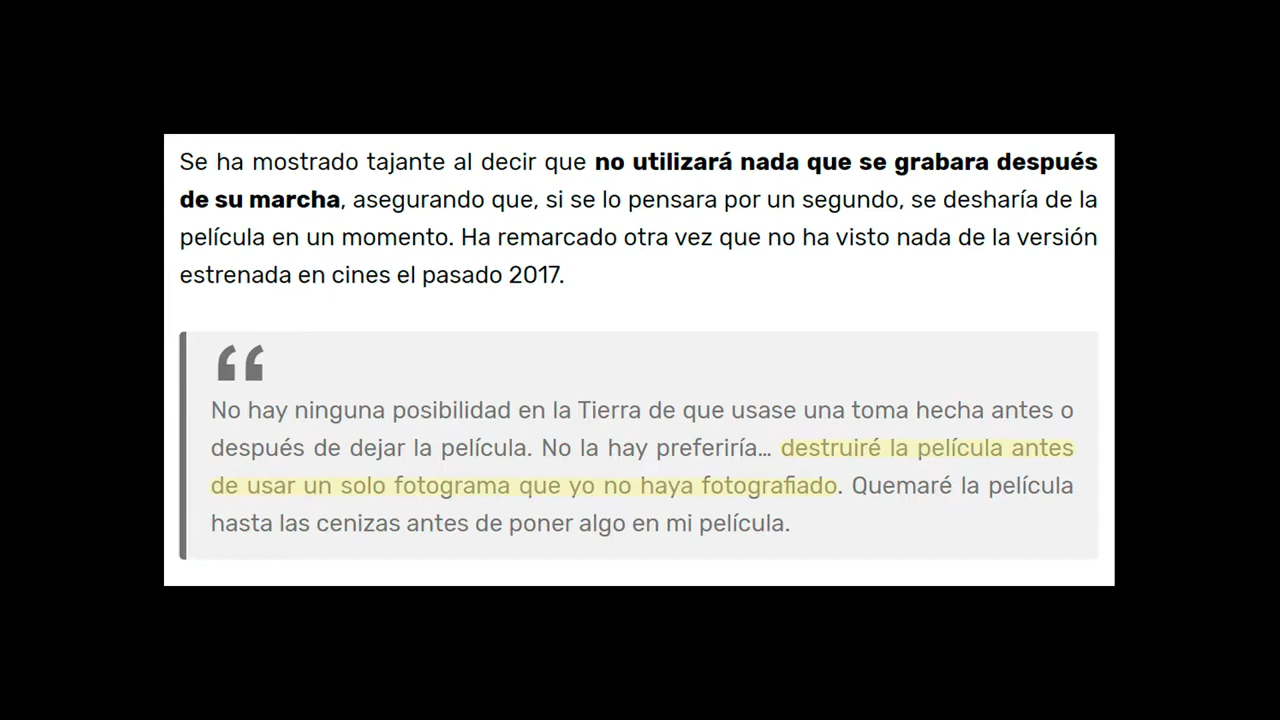 Se ha mostrado tajante al decir que no utilizará nada que se grabara después
de su marcha, asegurando que, si se lo pensara por un segundo, se desharía de la
película en un momento. Ha remarcado otra vez que no ha visto nada de la versión
estrenada en cines el pasado 2017.
“
No hay ninguna posibilidad en la Tierra de que usase una toma hecha antes o
después de dejar la película. No la hay preferiría... destruiré la película antes
de usar un solo fotograma que yo no haya fotografiado. Quemaré la película
hasta las cenizas antes de poner algo en mi película.